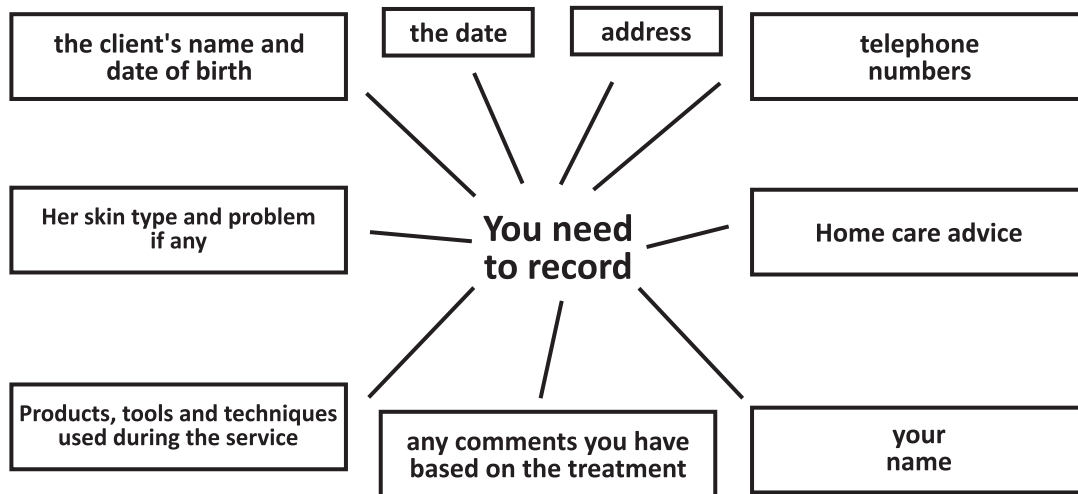 the client's name and
date of birth
the date
address
telephone
numbers
Her skin type and problem
if any
You need
to record
Home care advice
Products, tools and techniques
used during the service
any comments you have
based on the treatment
your
name